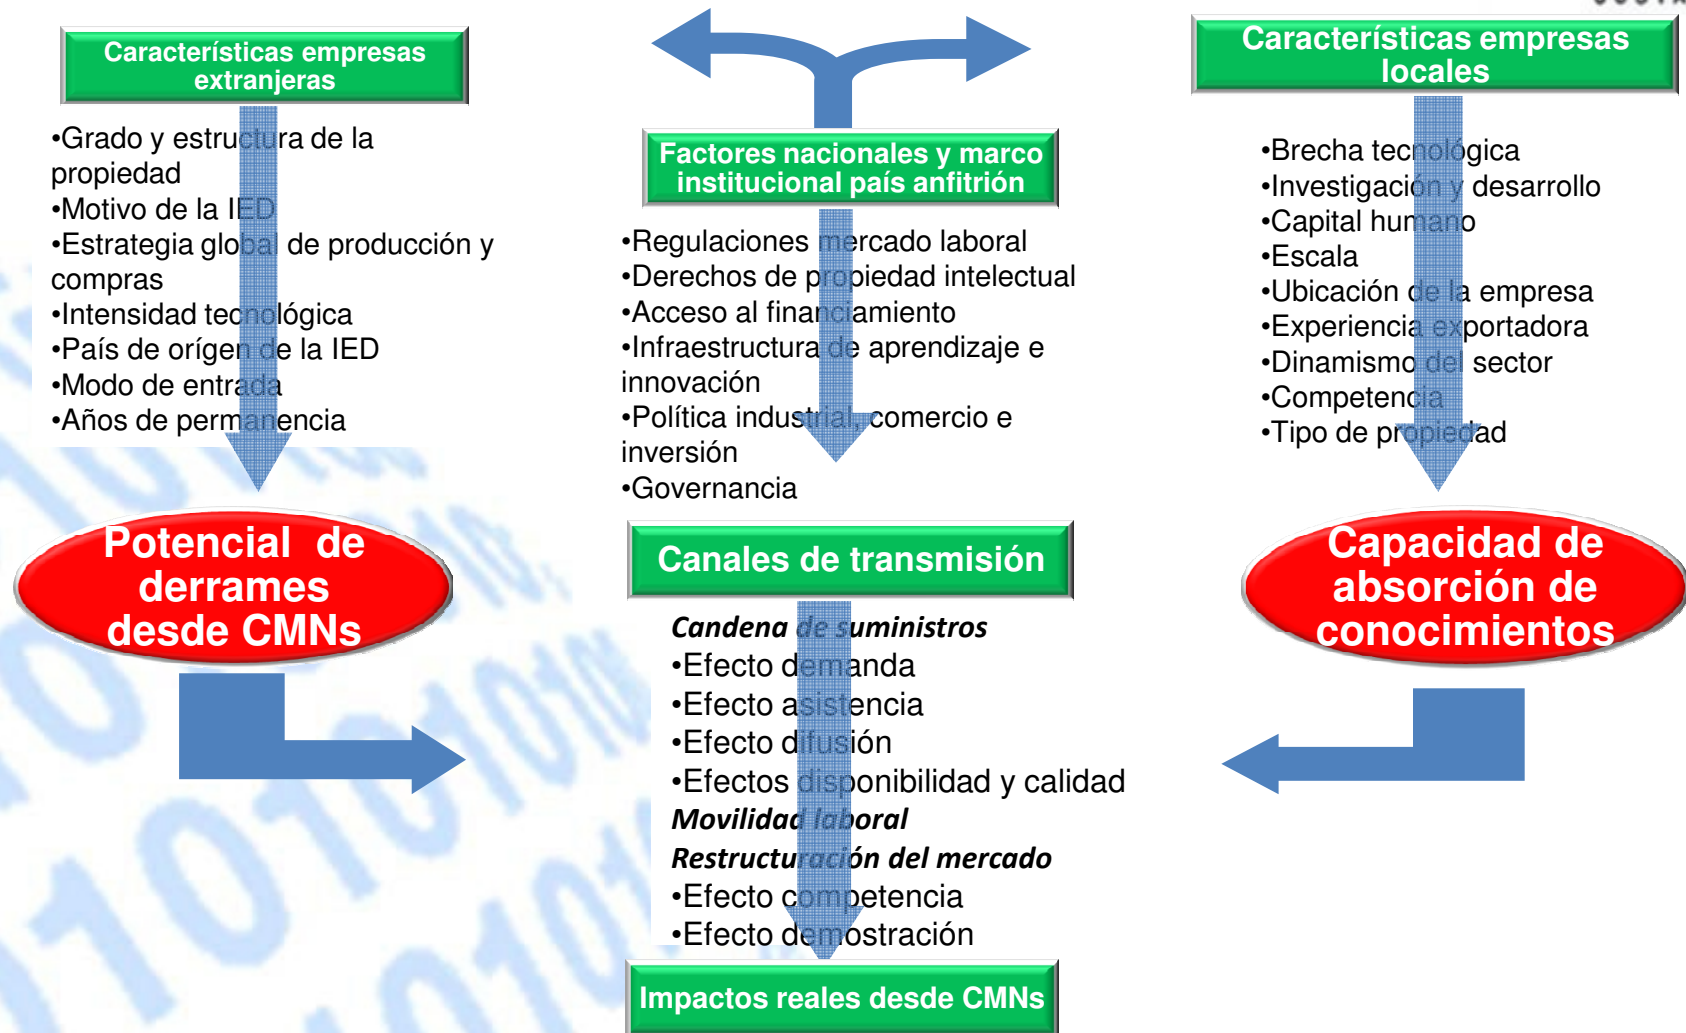 Características empresas
extranjeras
•Grado y estructura de la
propiedad
•Motivo de la IED
•Estrategia global de producción y
compras
•Intensidad tecnológica
•País de orígen de la IED
•Modo de entrada
•Años de permanencia
Potencial de
derrames
desde CMNs
Factores nacionales y marco
institucional país anfitrión
•Regulaciones mercado laboral
•Derechos de propiedad intelectual
•Acceso al financiamiento
•Infraestructura de aprendizaje e
innovación
•Política industrial, comercio e
inversión
•Governancia
Canales de transmisión
Candena de suministros
•Efecto demanda
•Efecto asistencia
•Efecto difusión
•Efectos disponibilidad y calidad
Movilidad laboral
Restructuración del mercado
•Efecto competencia
•Efecto demostración
Impactos reales desde CMNs
Características empresas
locales
•Brecha tecnológica
•Investigación y desarrollo
•Capital humano
•Escala
•Ubicación de la empresa
•Experiencia exportadora
•Dinamismo del sector
•Competencia
•Tipo de propiedad
Capacidad de
absorción de
conocimientos